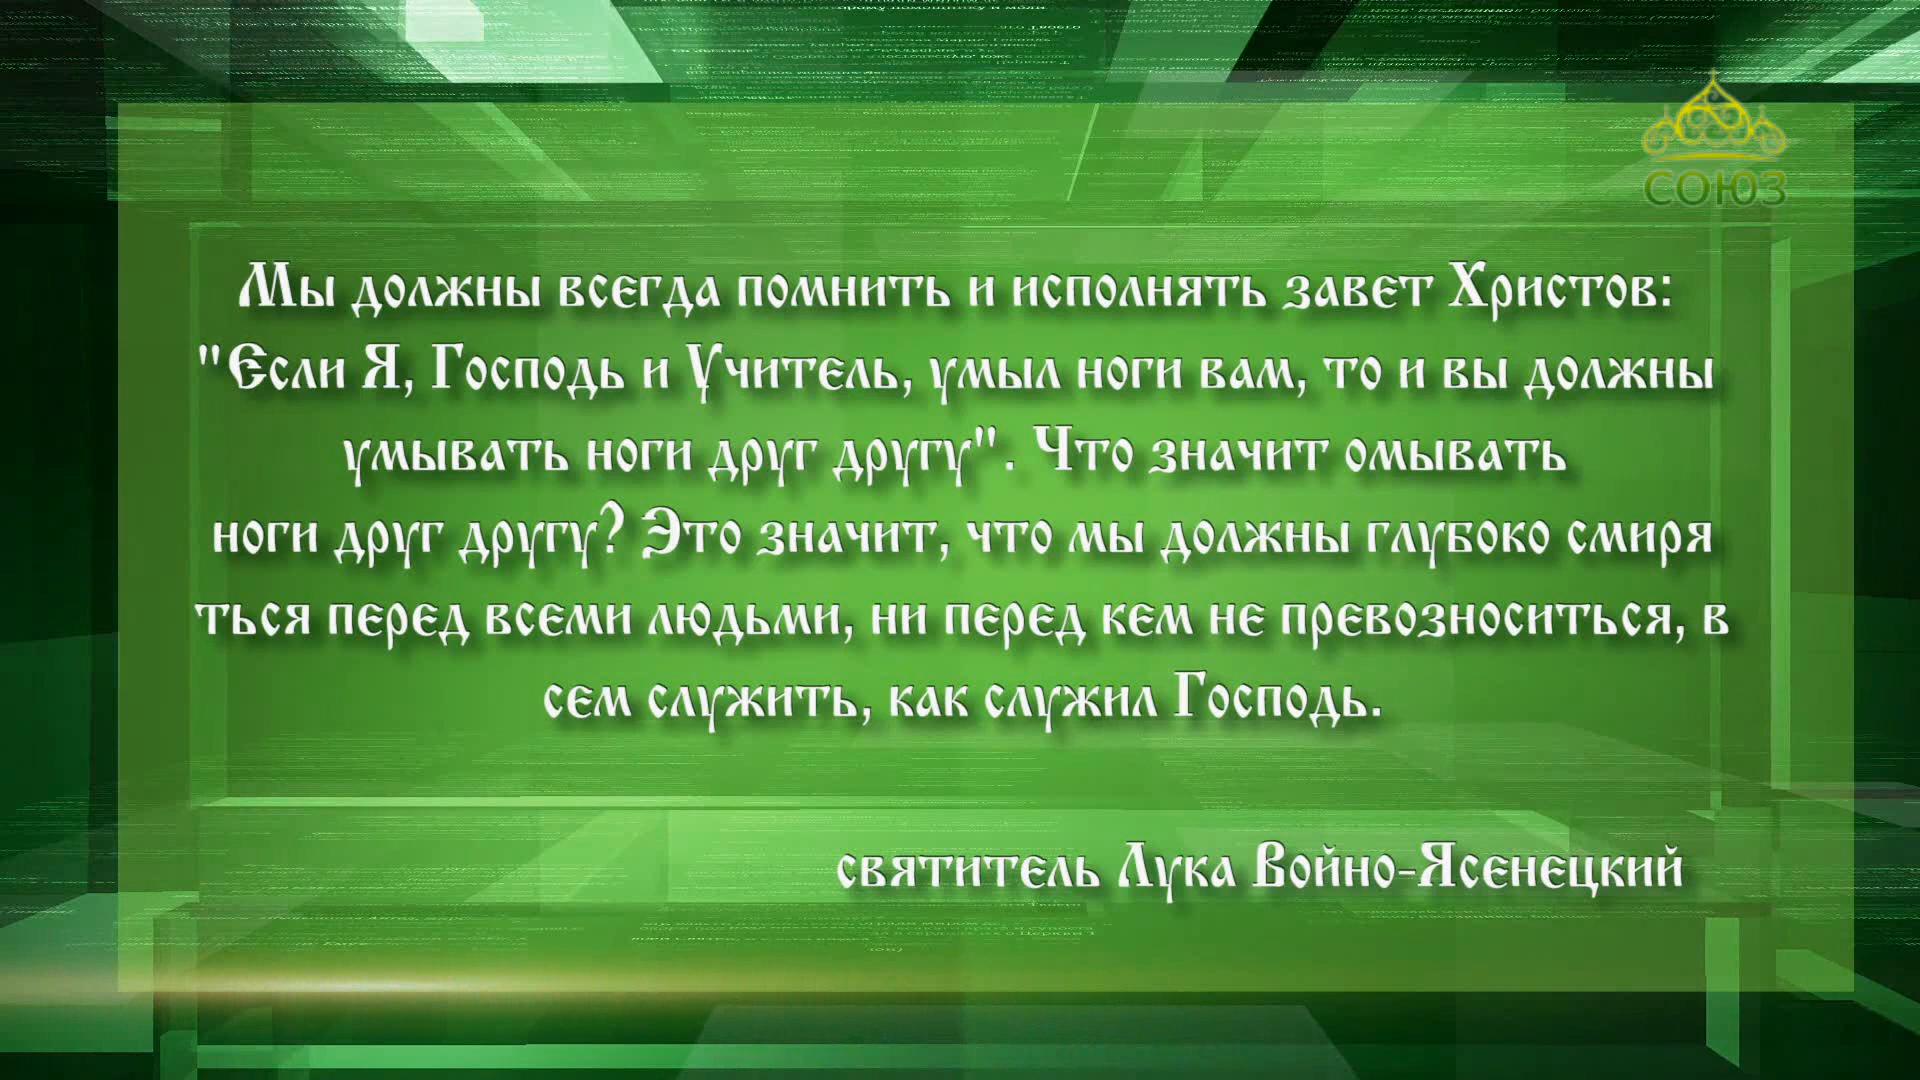 СОЮЗ
Мы должны всегда помнить и исполнять завет Христов:
"Если Я, Господь и Учитель, умыл ноги вам, то и вы должны
умывать ноги друг другу". Что значит омывать
ноги друг другу? Это значит, что мы должны глубоко смиря
ться перед всеми людьми, ни перед кем не превозноситься, в
сем служить, как служил Господь.
святитель Лука Войно-Ясенецкий